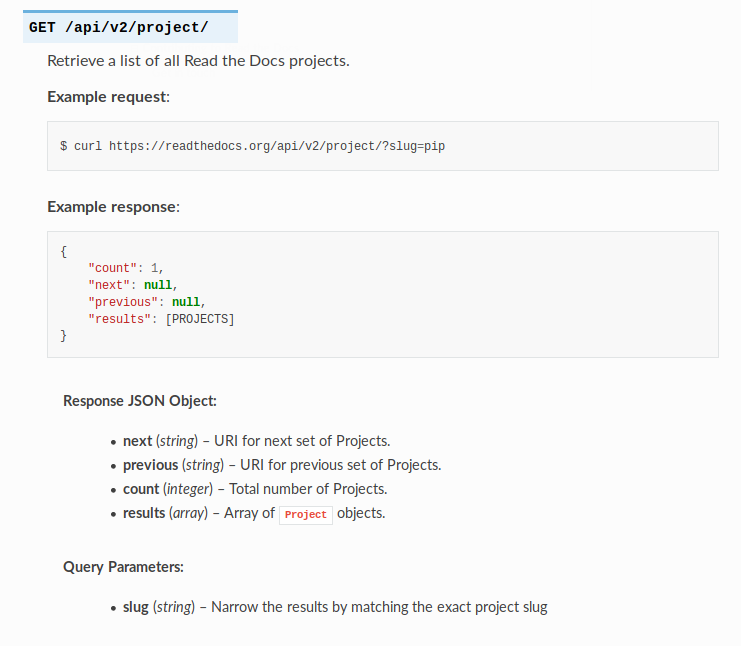 GET /api/v2/project/
Retrieve a list of all Read the Docs projects.
Example request:
$ curl https://readthedocs.org/api/v2/project/?slug=pip
Example response:
{
    "count": 1,
    "next": null,
    "previous": null,
    "results": [PROJECTS]
}
Response JSON Object:
• next (string) – URI for next set of Projects.
• previous (string) – URI for previous set of Projects.
• count (integer) – Total number of Projects.
• results (array) – Array of Project objects.
Query Parameters:
• slug (string) – Narrow the results by matching the exact project slug